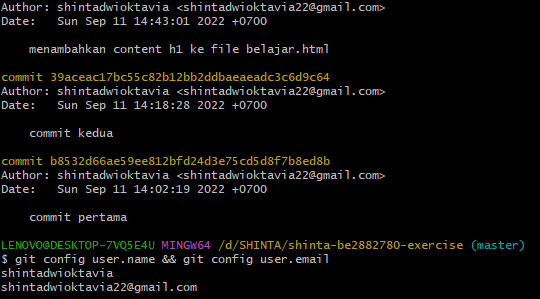 Author: shintadwioktavia <shintadwioktavia22@gmail.com>
Date:   Sun Sep 11 14:43:01 2022 +0700

    menambahkan content h1 ke file belajar.html

commit 39aceac17bc55c82b12bb2ddbaeaeadc3c6d9c64
Author: shintadwioktavia <shintadwioktavia22@gmail.com>
Date:   Sun Sep 11 14:18:28 2022 +0700

    commit kedua

commit b8532d66ae59ee812bfd24d3e75cd5d8f7b8ed8b
Author: shintadwioktavia <shintadwioktavia22@gmail.com>
Date:   Sun Sep 11 14:02:19 2022 +0700

    commit pertama

LENOVO@DESKTOP-7VQ5E4U MINGW64 /d/SHINTA/shinta-be2882780-exercise (master)
$ git config user.name && git config user.email
shintadwioktavia
shintadwioktavia22@gmail.com